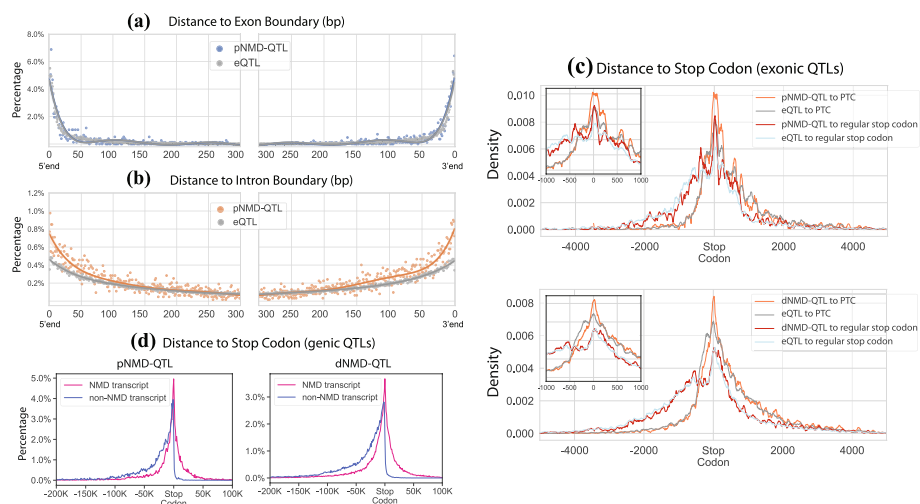 (a) Distance to Exon Boundary (bp)
8.0%
6.0%
4.0%
2.0%
0.0%
Percentage
pNMD-QTL
eQTL
0 50 100 150 200 250 300 300 250 200 150 100 50 0
5'end 3'end
(b) Distance to Intron Boundary (bp)
1.2%
1.0%
0.8%
0.6%
0.4%
0.2%
Percentage
pNMD-QTL
eQTL
0 50 100 150 200 250 300 300 250 200 150 100 50 0
5'end 3'end
(d) Distance to Stop Codon (genic QTLs)
pNMD-QTL
5.0%
4.0%
3.0%
2.0%
1.0%
0.0%
Percentage
NMD transcript
non-NMD transcript
-200K -150K -100K -50K Stop 50K 100K
Codon
dNMD-QTL
3.0%
2.0%
1.0%
0.0%
NMD transcript
non-NMD transcript
-200K -150K -100K -50K Stop 50K 100K
Codon
(c) Distance to Stop Codon (exonic QTLs)
0.010
0.008
0.006
0.004
0.002
0.000
Density
-1000 -500 0 500 1000
pNMD-QTL to PTC
eQTL to PTC
pNMD-QTL to regular stop codon
eQTL to regular stop codon
-4000 -2000 Stop 2000 4000
Codon
0.008
0.006
0.004
0.002
0.000
Density
-1000 -500 0 500 1000
dNMD-QTL to PTC
eQTL to PTC
dNMD-QTL to regular stop codon
eQTL to regular stop codon
-4000 -2000 Stop 2000 4000
Codon